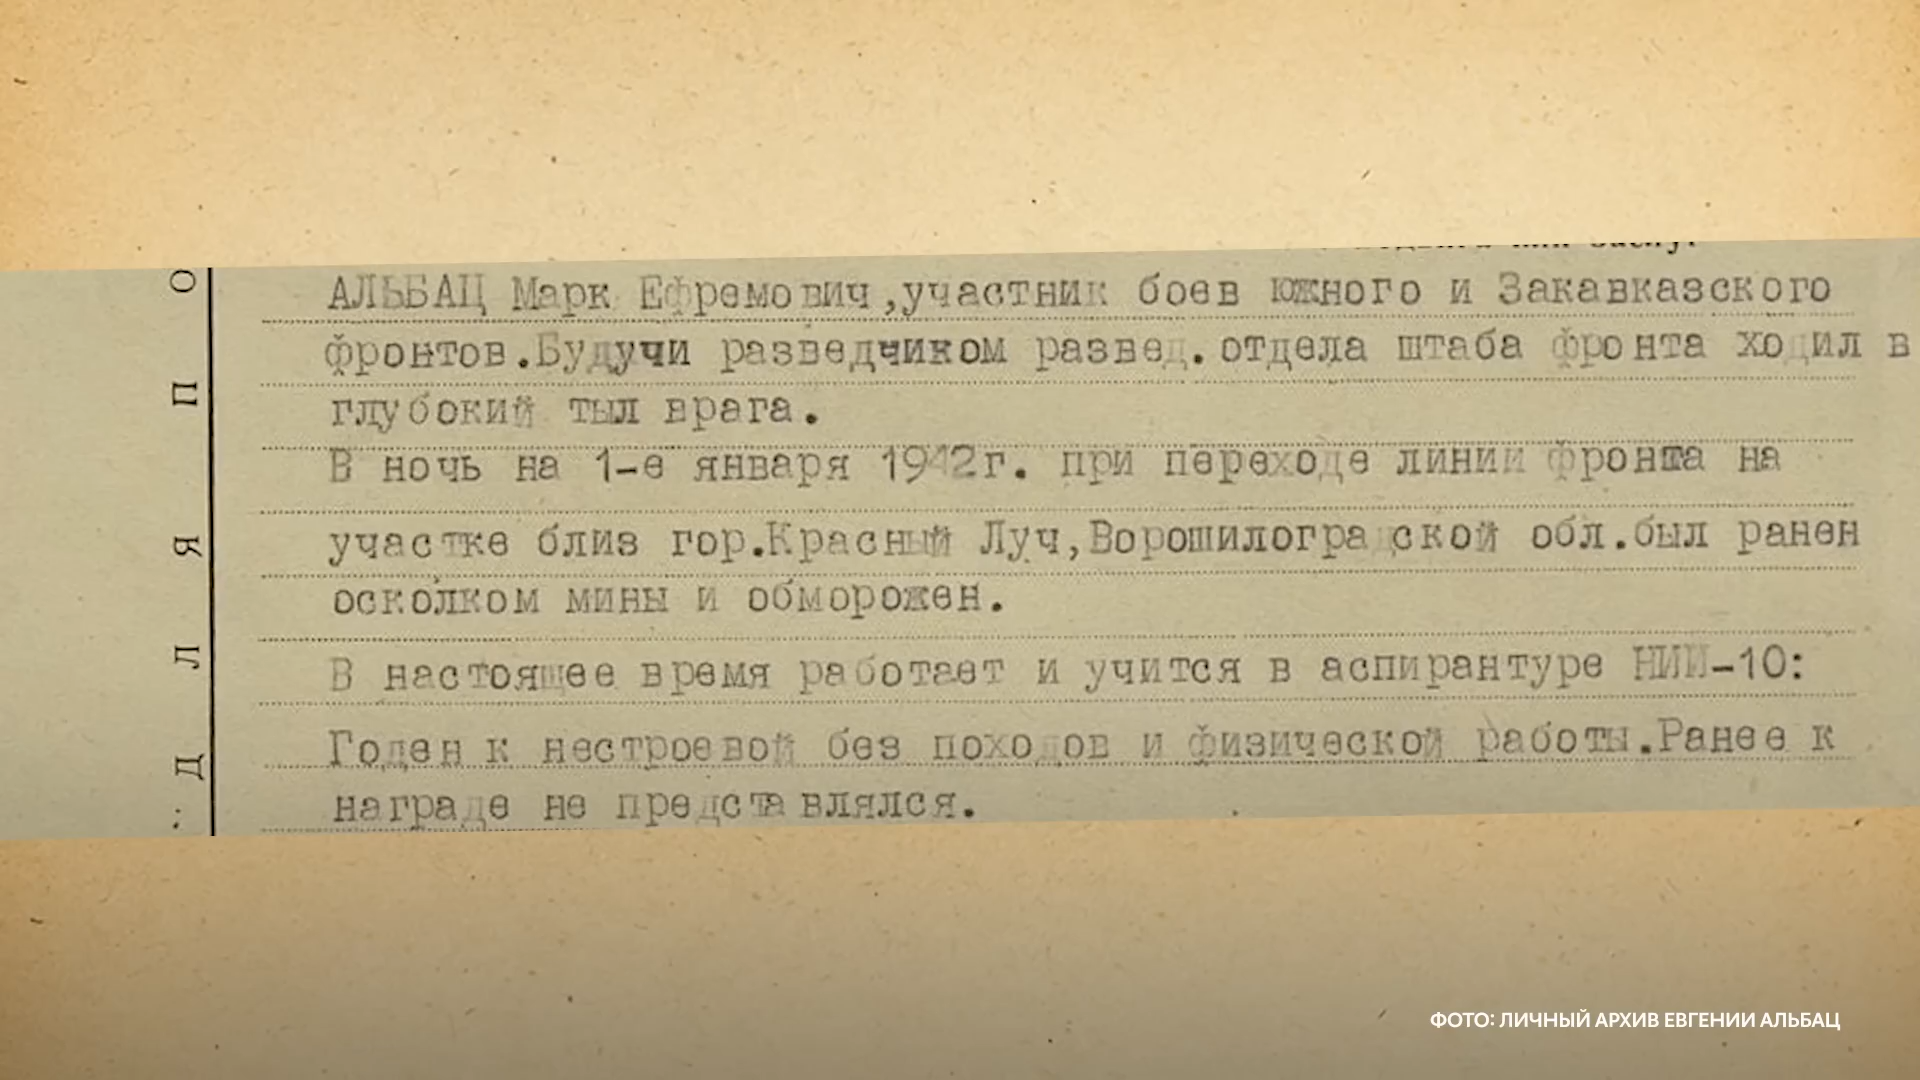 АЛЬБАЦ Марк Ефремович,участник боев южного и Закавказского
фронтов.Будучи разведчиком развед.отдела штаба фронта ходил в
глубокий тыл врага.
В ночь на 1-е января 1942г. при переходе линии фронта на
участке близ гор.Красный Луч,Ворошилоградской обл.был ранен
осколком мины и обморожен.
В настоящее время работает и учится в аспирантуре НИИ-10:
Годен к нестроевой без походов и физической работы.Ранее к
награде не представлялся.
Д Л Я П О
ФОТО: ЛИЧНЫЙ АРХИВ ЕВГЕНИИ АЛЬБАЦ